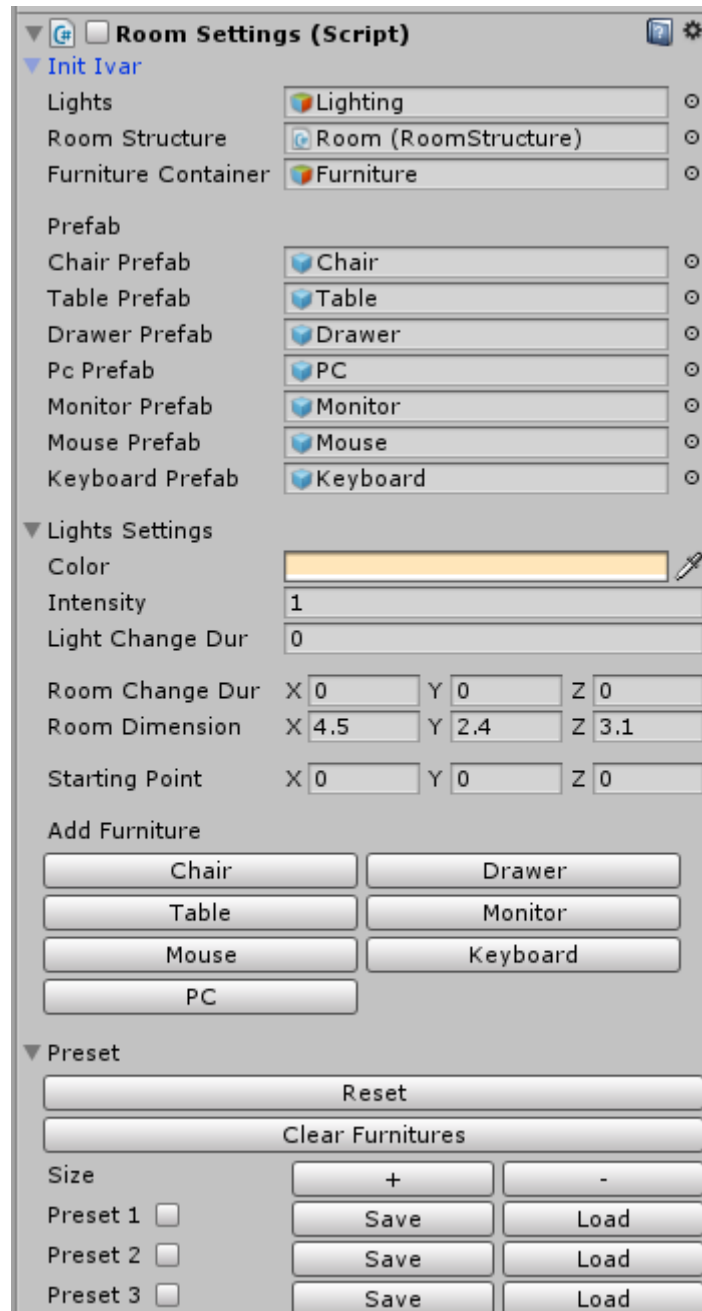 Room Settings (Script)
Init Ivar
Lights Lighting
Room Structure Room (RoomStructure)
Furniture Container Furniture
Prefab
Chair Prefab Chair
Table Prefab Table
Drawer Prefab Drawer
Pc Prefab PC
Monitor Prefab Monitor
Mouse Prefab Mouse
Keyboard Prefab Keyboard
Lights Settings
Color
Intensity 1
Light Change Dur 0
Room Change Dur X 0 Y 0 Z 0
Room Dimension X 4.5 Y 2.4 Z 3.1
Starting Point X 0 Y 0 Z 0
Add Furniture
Chair Drawer
Table Monitor
Mouse Keyboard
PC
Preset
Reset
Clear Furnitures
Size + -
Preset 1 Save Load
Preset 2 Save Load
Preset 3 Save Load